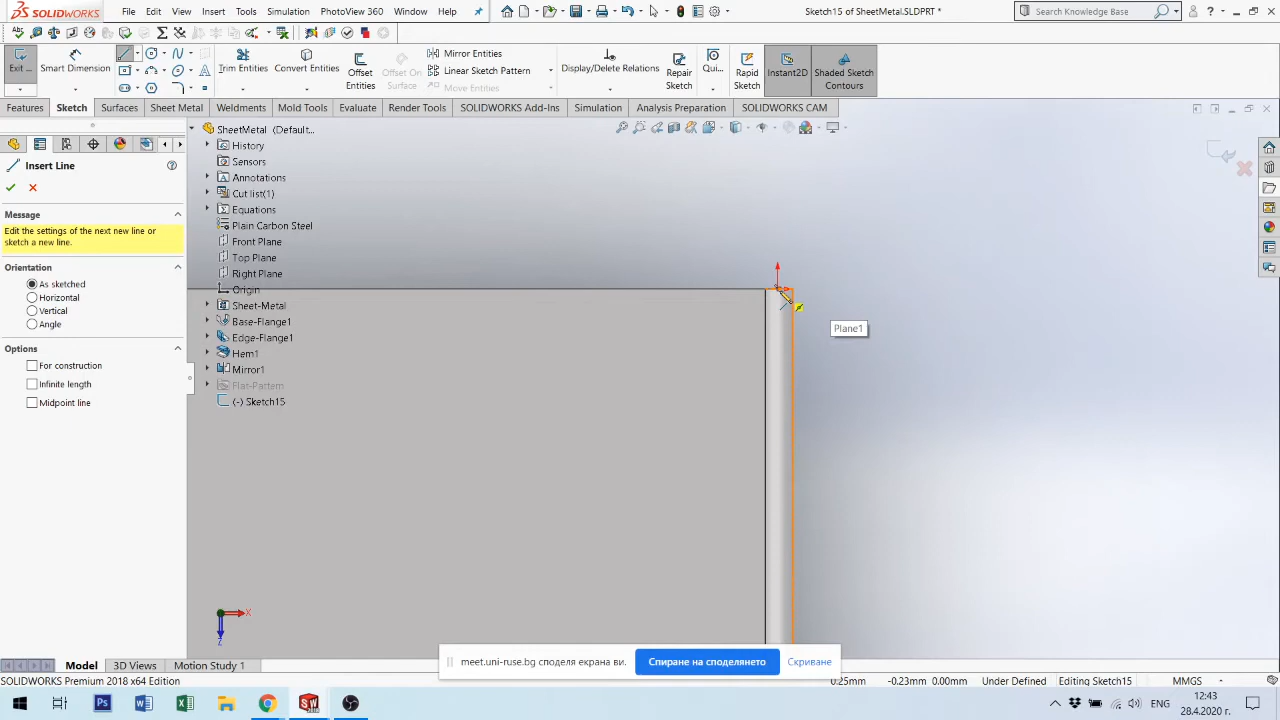 SOLIDWORKS File Edit View Insert Tools Simulation PhotoView 360 Window Help Sketch15 of SheetMetal.SLDPRT * Search Knowledge Base ?
Exit ... Smart Dimension Trim Entities Convert Entities Offset Entities Offset On Surface Mirror Entities Linear Sketch Pattern Move Entities Display/Delete Relations Repair Sketch Qui... Rapid Sketch Instant2D Shaded Sketch Contours
Features Sketch Surfaces Sheet Metal Weldments Mold Tools Evaluate Render Tools SOLIDWORKS Add-Ins Simulation Analysis Preparation SOLIDWORKS CAM
SheetMetal (Default...
History
Sensors
Annotations
Cut list(1)
Equations
Plain Carbon Steel
Front Plane
Top Plane
Right Plane
Origin
Sheet-Metal
Base-Flange1
Edge-Flange1
Hem1
Mirror1
Flat-Pattern
(-) Sketch15
Insert Line
Message
Edit the settings of the next new line or
sketch a new line.
Orientation
As sketched
Horizontal
Vertical
Angle
Options
For construction
Infinite length
Midpoint line
Plane1
X
Z
meet.uni-ruse.bg споделя екрана ви. Спиране на споделянето Скриване
Model 3D Views Motion Study 1
SOLIDWORKS Premium 2018 x64 Edition 0.25mm -0.23mm 0.00mm Under Defined Editing Sketch15 MMGS
ENG 12:43
28.4.2020 г.